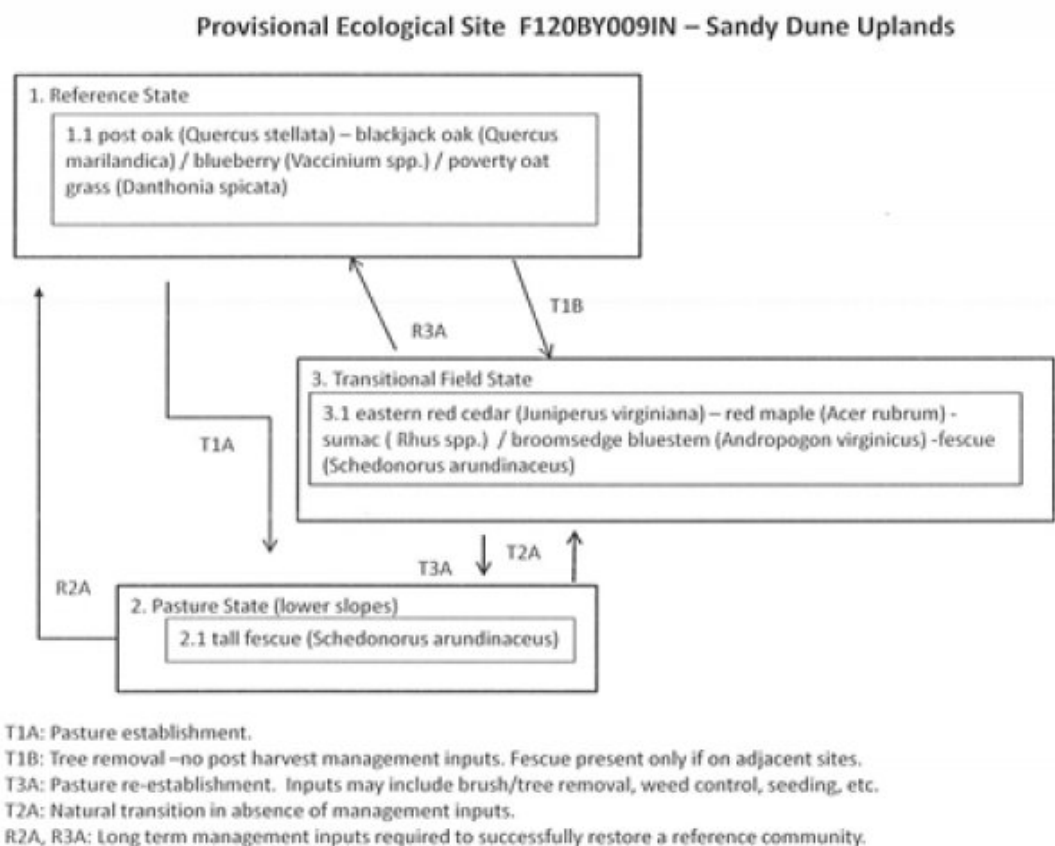 Provisional Ecological Site F120BY009IN – Sandy Dune Uplands
1. Reference State
1.1 post oak (Quercus stellata) – blackjack oak (Quercus
marilandica) / blueberry (Vaccinium spp.) / poverty oat
grass (Danthonia spicata)
T1B
R3A
3. Transitional Field State
3.1 eastern red cedar (Juniperus virginiana) – red maple (Acer rubrum) -
sumac ( Rhus spp.) / broomsedge bluestem (Andropogon virginicus) -fescue
(Schedonorus arundinaceus)
T1A
T2A
T3A
R2A
2. Pasture State (lower slopes)
2.1 tall fescue (Schedonorus arundinaceus)
T1A: Pasture establishment.
T1B: Tree removal –no post harvest management inputs. Fescue present only if on adjacent sites.
T3A: Pasture re-establishment. Inputs may include brush/tree removal, weed control, seeding, etc.
T2A: Natural transition in absence of management inputs.
R2A, R3A: Long term management inputs required to successfully restore a reference community.